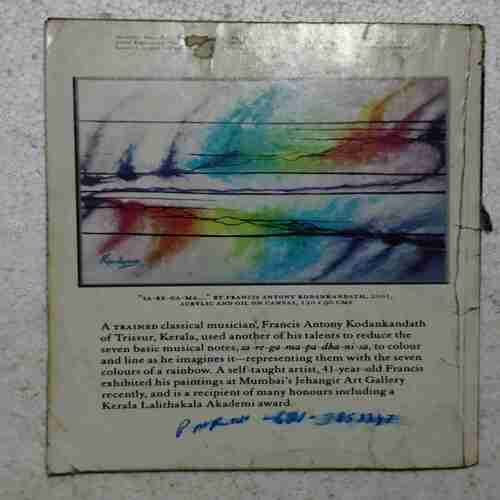 "SA-RE-GA-MA..." BY FRANCIS ANTONY KODANKANDATH, 2001,
ACRYLIC AND OIL ON CANVAS, 120 X 90 CMS
A TRAINED classical musician, Francis Antony Kodankandath
of Trissur, Kerala, used another of his talents to reduce the
seven basic musical notes, sa-re-ga-ma-pa-dha-ni-sa, to colour
and line as he imagines it—representing them with the seven
colours of a rainbow. A self-taught artist, 41-year-old Francis
exhibited his paintings at Mumbai's Jehangir Art Gallery
recently, and is a recipient of many honours including a
Kerala Lalithakala Akademi award.